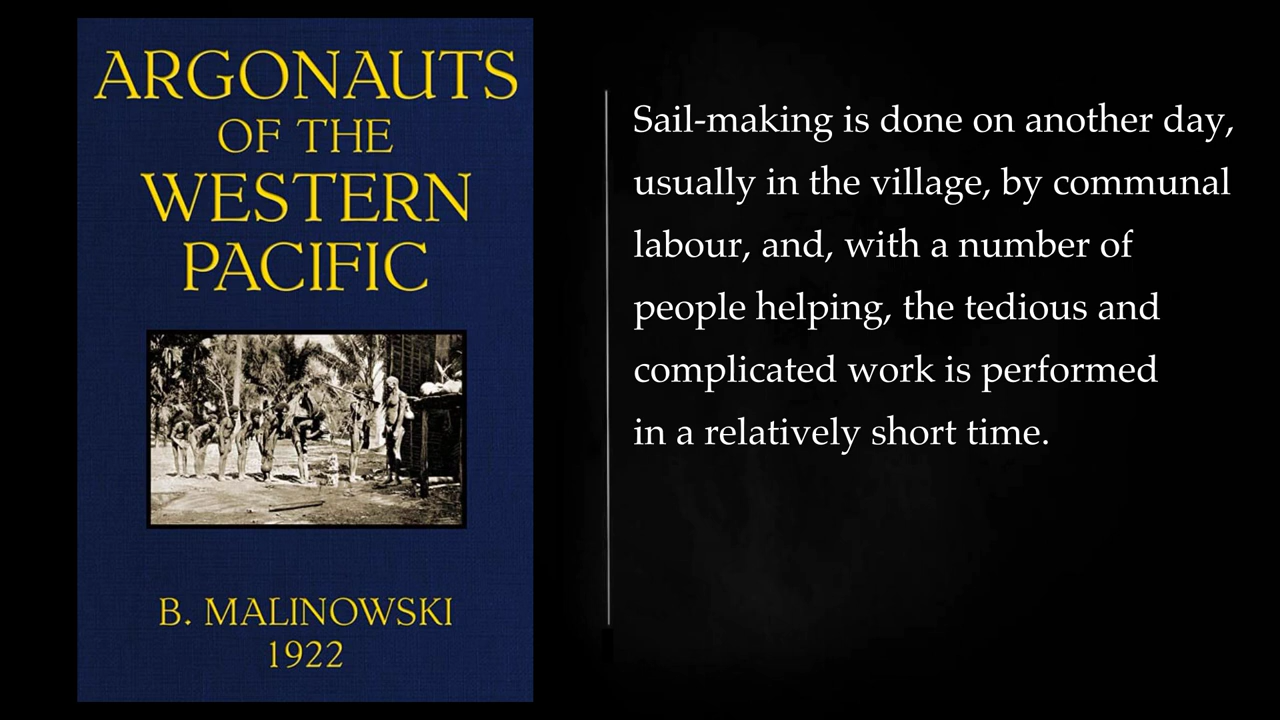 ARGONAUTS
OF THE
WESTERN
PACIFIC
B. MALINOWSKI
1922
Sail-making is done on another day,
usually in the village, by communal
labour, and, with a number of
people helping, the tedious and
complicated work is performed
in a relatively short time.